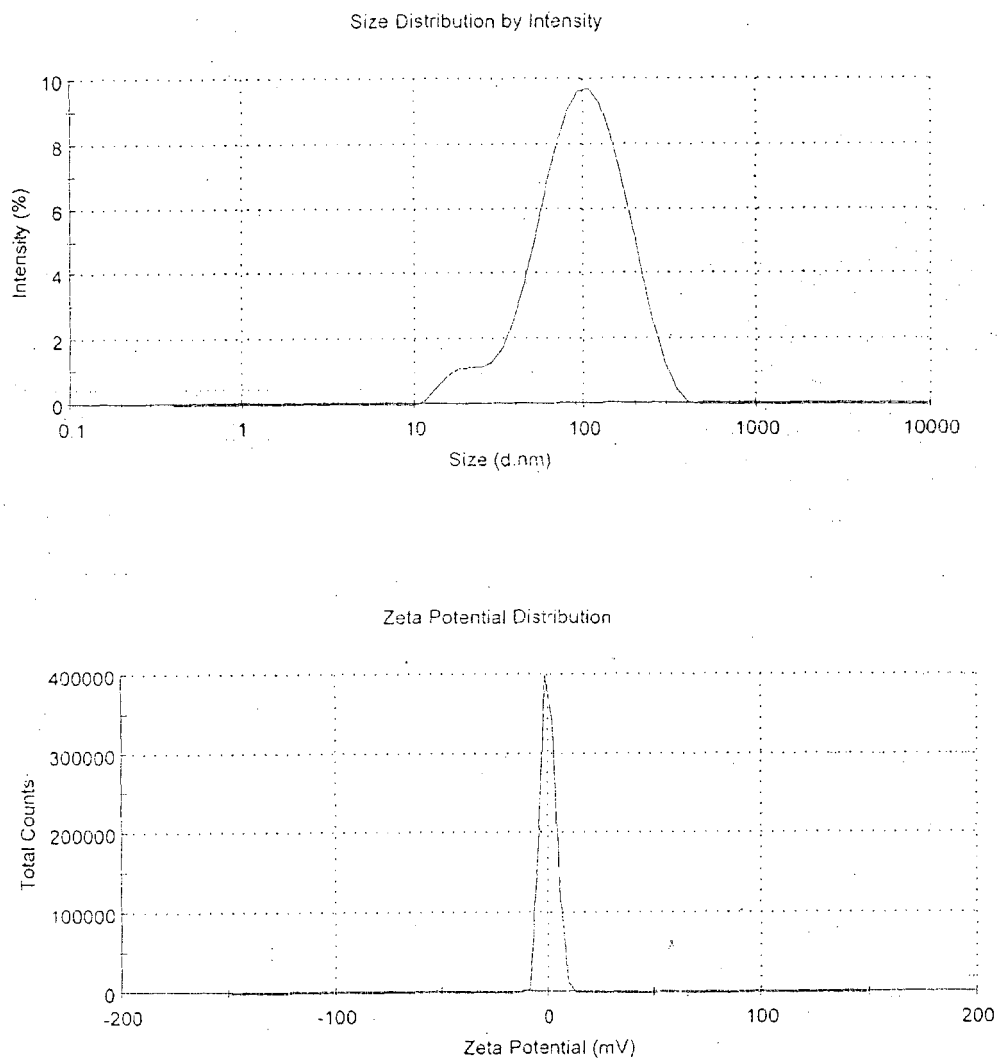 Size Distribution by Intensity
10
8
6
4
2
0
Intensity (%)
0.1 1 10 100 1000 10000
Size (d.nm)
Zeta Potential Distribution
400000
300000
200000
100000
0
Total Counts
-200 -100 0 100 200
Zeta Potential (mV)